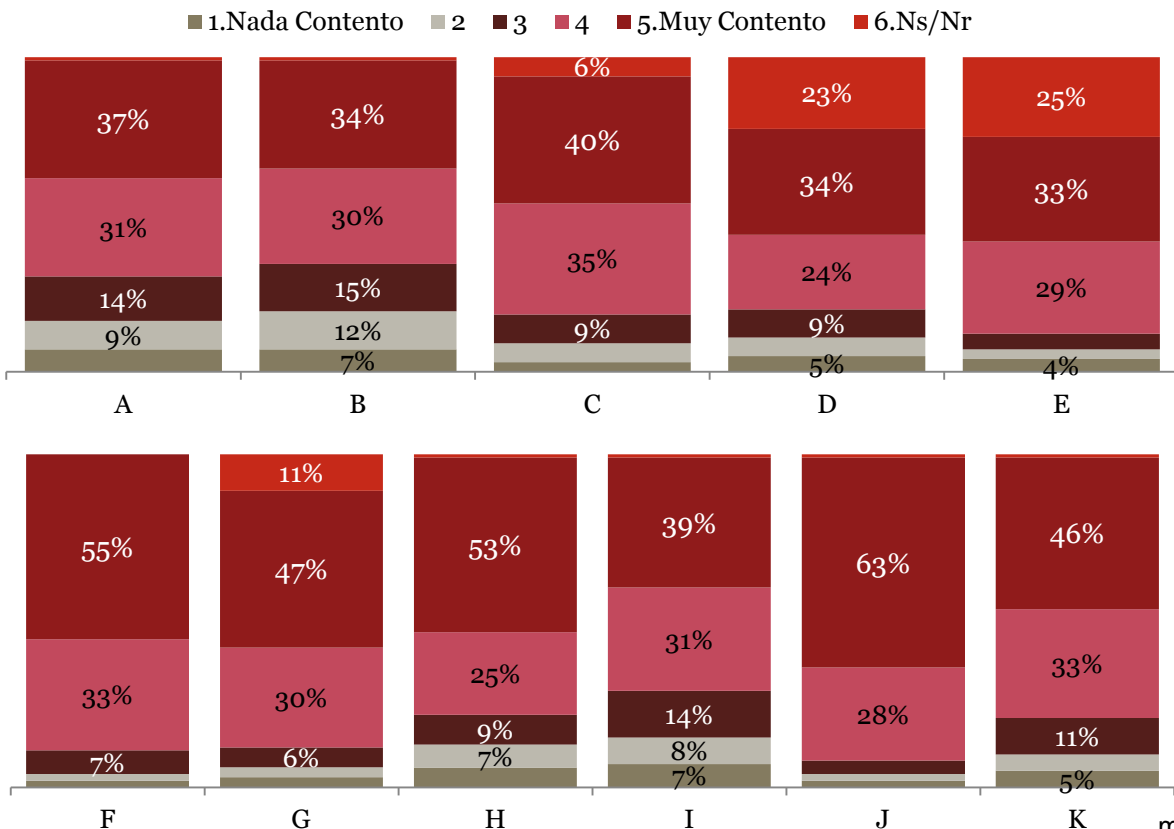 1.Nada Contento 2 3 4 5.Muy Contento 6.Ns/Nr
6% 23% 25%
37% 34% 40% 34% 33%
31% 30% 35% 24% 29%
14% 15% 9% 9%
9% 12%
7% 5% 4%
A B C D E
11%
55% 47% 53% 39% 63% 46%
33% 30% 25% 31% 28% 33%
7% 6% 9% 14% 11%
7% 8%
7% 5%
F G H I J K